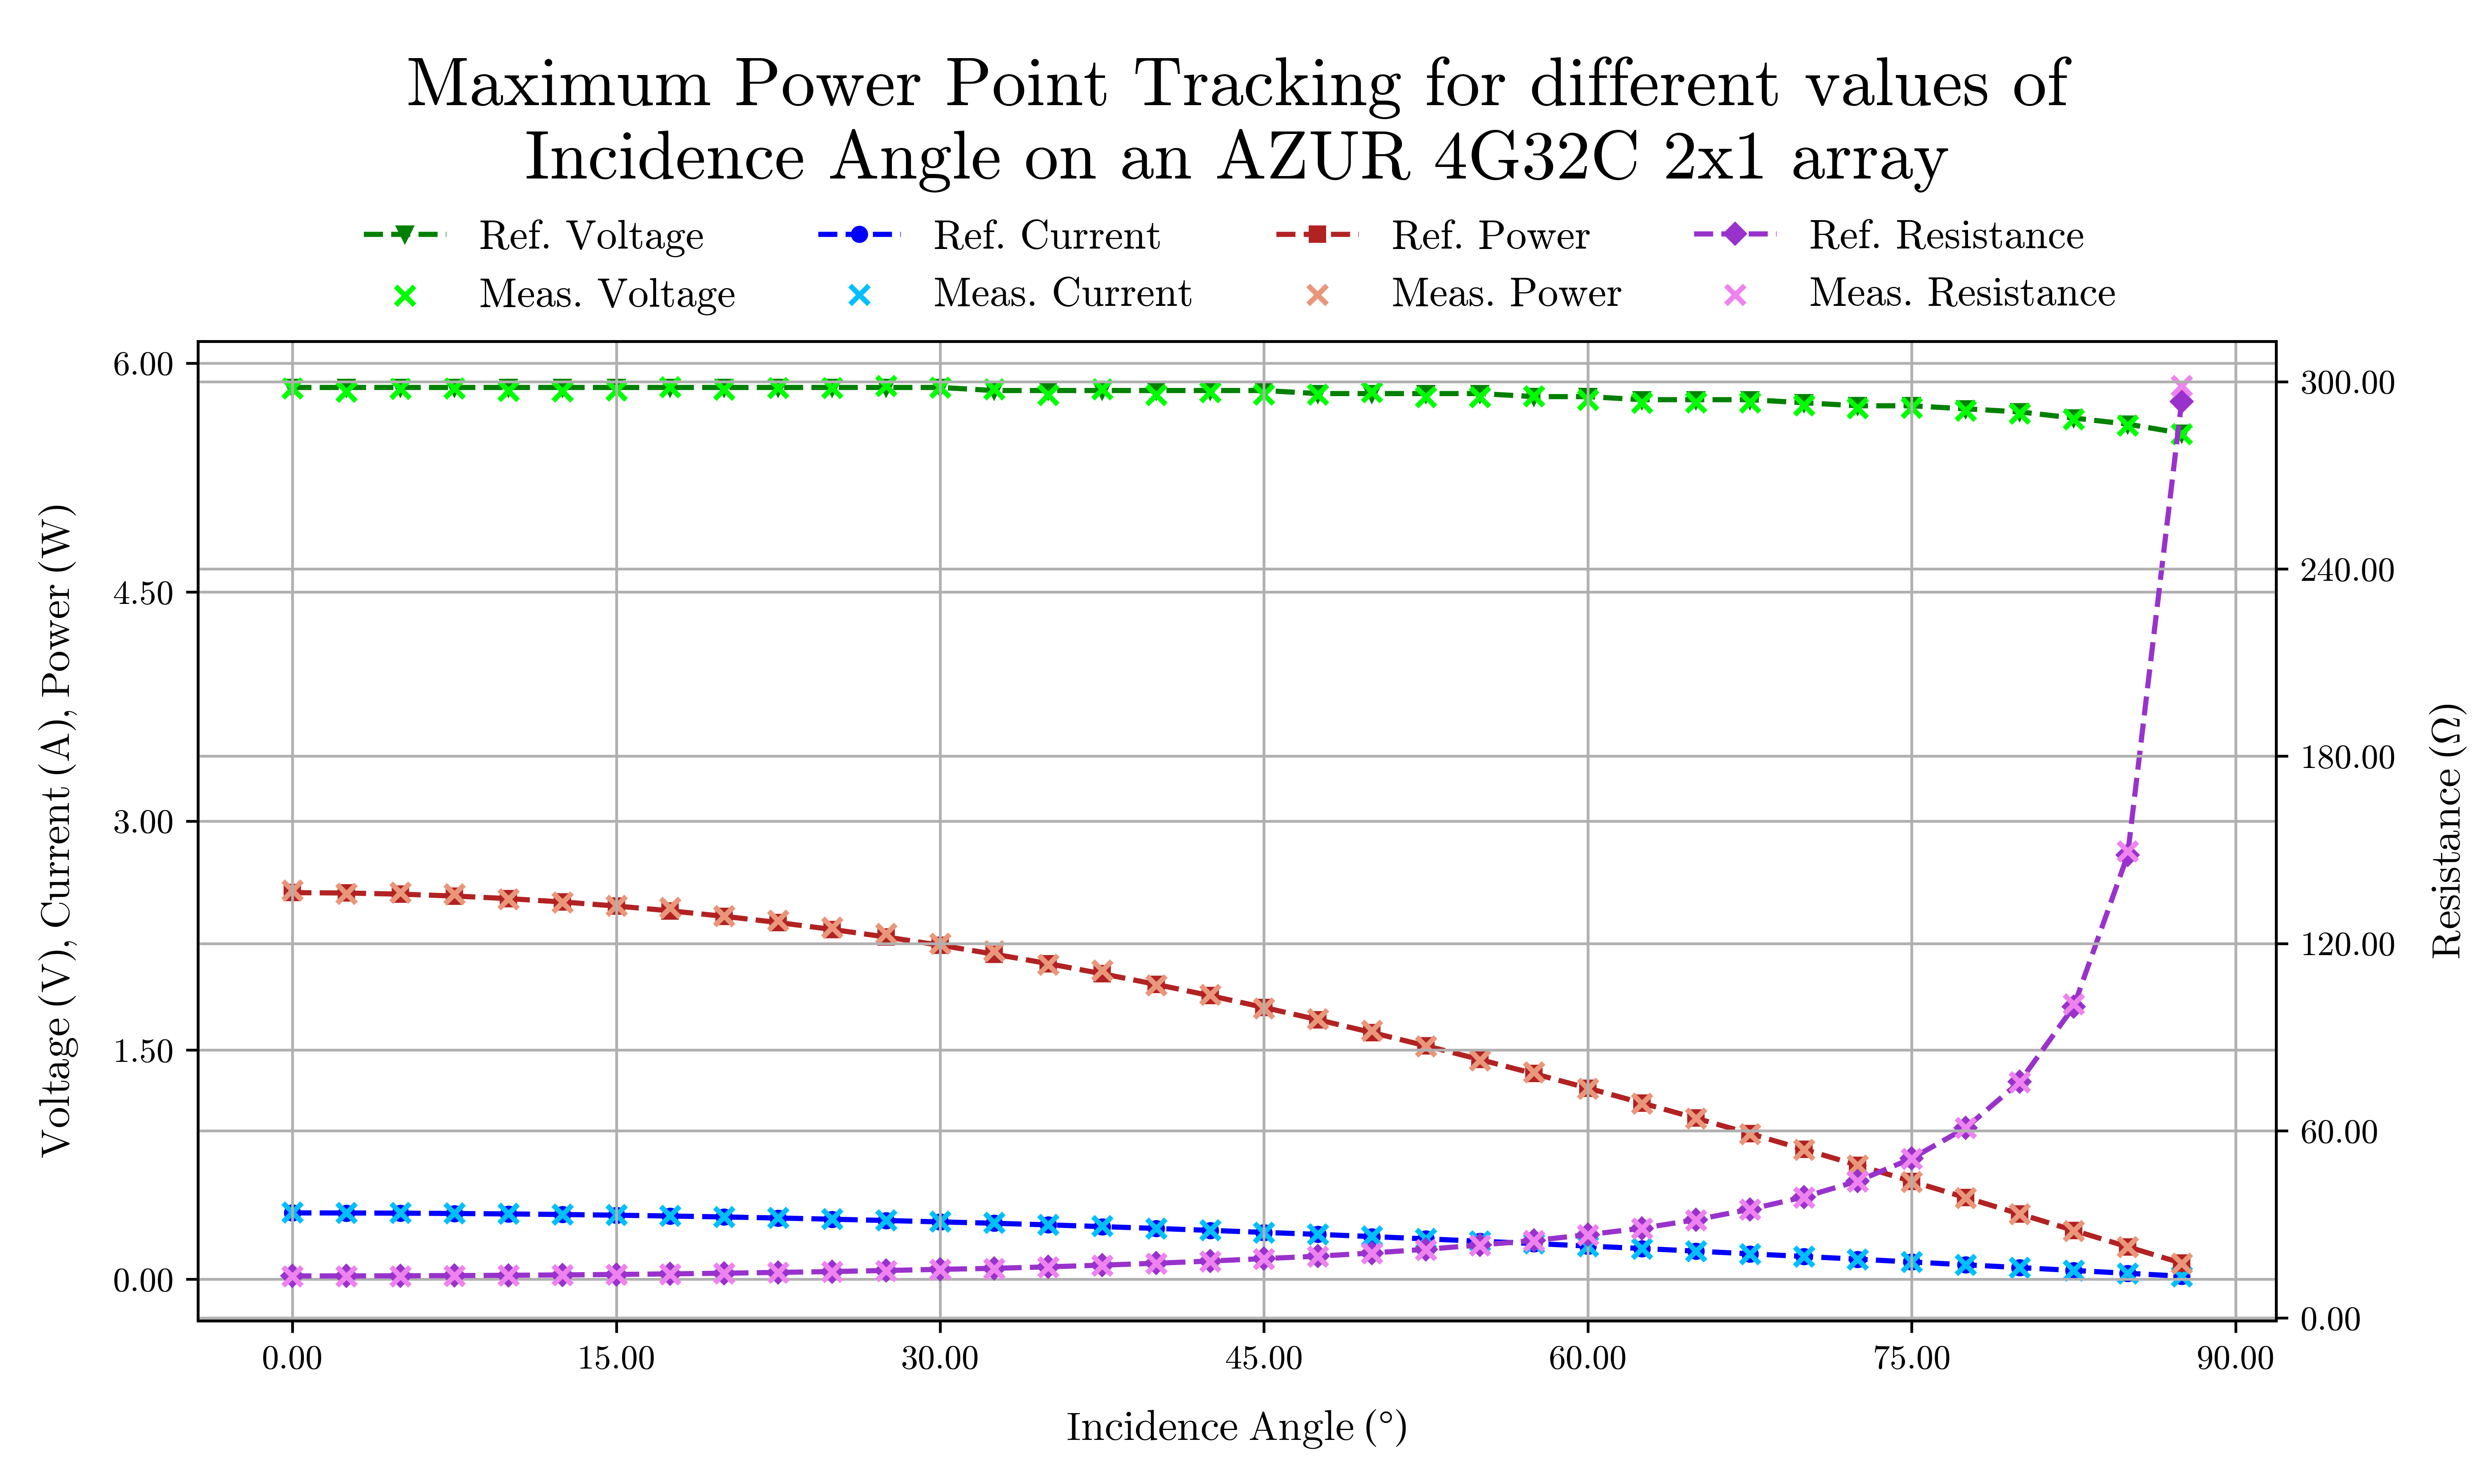 Maximum Power Point Tracking for different values of
Incidence Angle on an AZUR 4G32C 2x1 array
Ref. Voltage Ref. Current Ref. Power Ref. Resistance
Meas. Voltage Meas. Current Meas. Power Meas. Resistance
Voltage (V), Current (A), Power (W)
6.00
4.50
3.00
1.50
0.00
300.00
240.00
180.00
120.00
60.00
0.00
Resistance (Ω)
0.00 15.00 30.00 45.00 60.00 75.00 90.00
Incidence Angle (°)